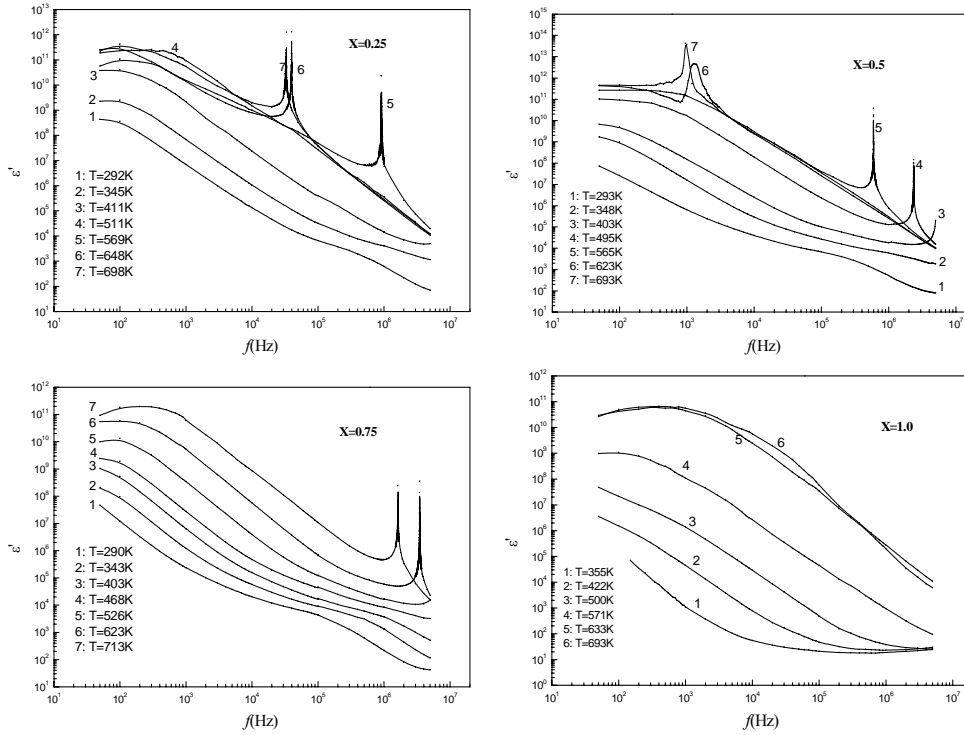 10^13
10^12
10^11
10^10
10^9
10^8
10^7
10^6
10^5
10^4
10^3
10^2
10^1
ε'
X=0.25
4
7
6
5
3
2
1
1: T=292K
2: T=345K
3: T=411K
4: T=511K
5: T=569K
6: T=648K
7: T=698K
10^1 10^2 10^3 10^4 10^5 10^6 10^7
f(Hz)
10^15
10^14
10^13
10^12
10^11
10^10
10^9
10^8
10^7
10^6
10^5
10^4
10^3
10^2
10^1
ε'
X=0.5
7
6
5
4
3
2
1
1: T=293K
2: T=348K
3: T=403K
4: T=495K
5: T=565K
6: T=623K
7: T=693K
10^1 10^2 10^3 10^4 10^5 10^6 10^7
f(Hz)
10^12
10^11
10^10
10^9
10^8
10^7
10^6
10^5
10^4
10^3
10^2
10^1
ε'
X=0.75
7
6
5
4
3
2
1
1: T=290K
2: T=343K
3: T=403K
4: T=468K
5: T=526K
6: T=623K
7: T=713K
10^1 10^2 10^3 10^4 10^5 10^6 10^7
f(Hz)
10^12
10^11
10^10
10^9
10^8
10^7
10^6
10^5
10^4
10^3
10^2
10^1
10^0
ε'
X=1.0
6
5
4
3
2
1
1: T=355K
2: T=422K
3: T=500K
4: T=571K
5: T=633K
6: T=693K
10^1 10^2 10^3 10^4 10^5 10^6 10^7
f(Hz)